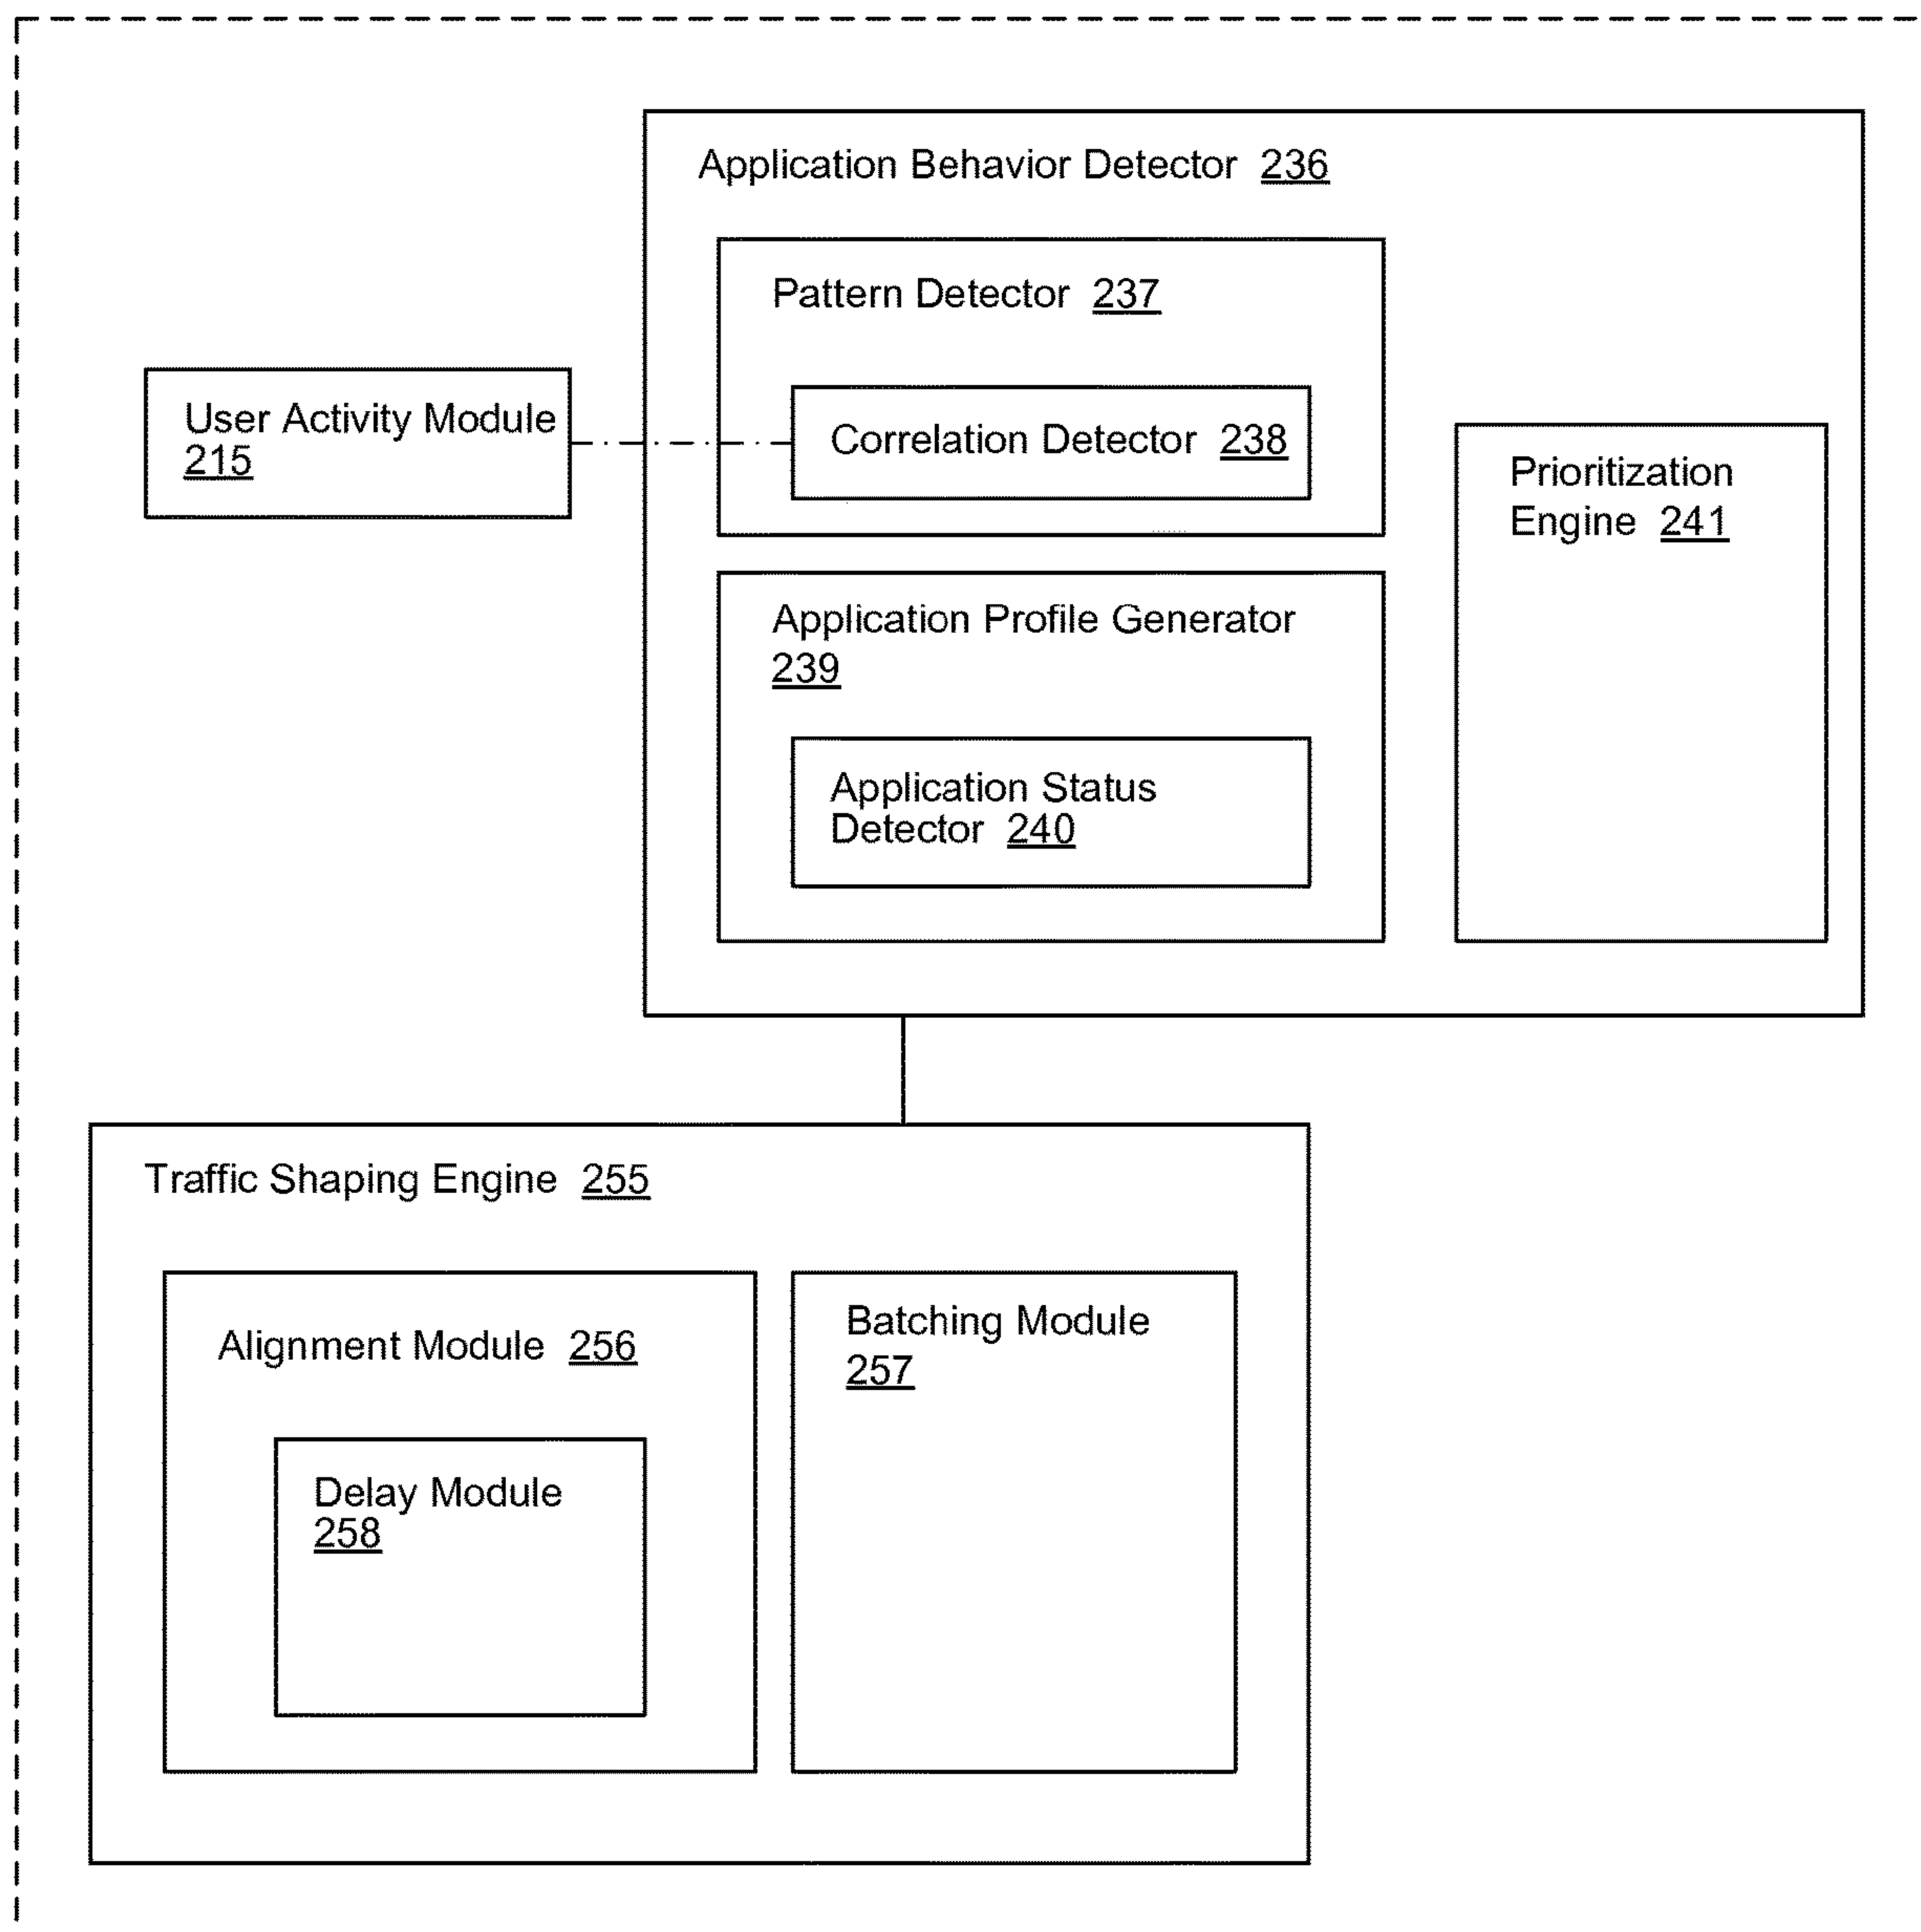 Application Behavior Detector 236
Pattern Detector 237
User Activity Module
215
Correlation Detector 238
Prioritization
Engine 241
Application Profile Generator
239
Application Status
Detector 240
Traffic Shaping Engine 255
Alignment Module 256
Batching Module
257
Delay Module
258